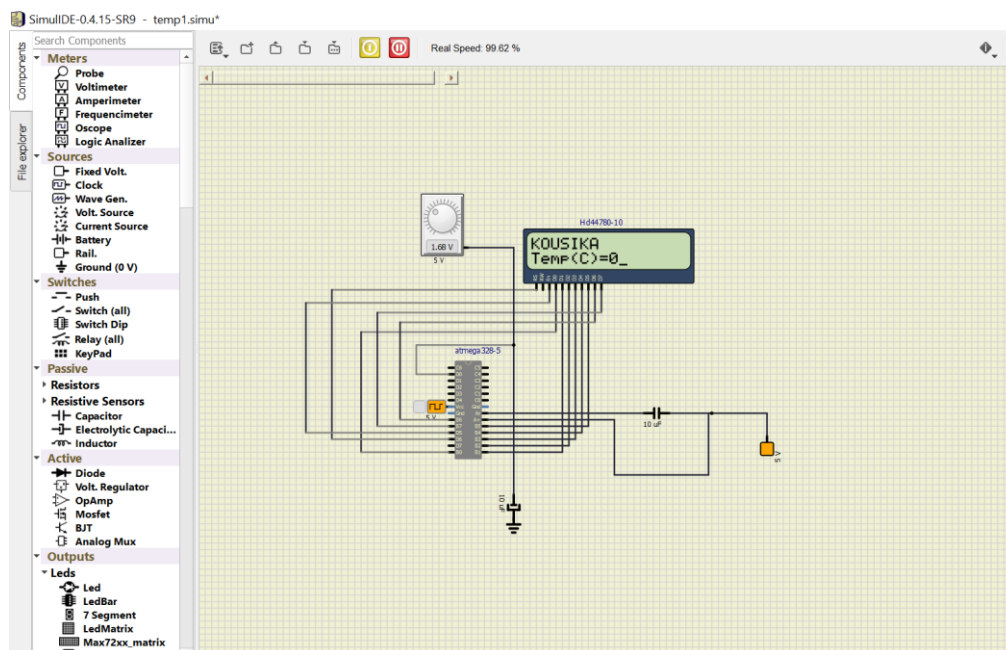 SimulIDE-0.4.15-SR9 - temp1.simu*
Components
File explorer
Search Components
Meters
Probe
Voltimeter
Amperimeter
Frequencimeter
Oscope
Logic Analizer
Sources
Fixed Volt.
Clock
Wave Gen.
Volt. Source
Current Source
Battery
Rail.
Ground (0 V)
Switches
Push
Switch (all)
Switch Dip
Relay (all)
KeyPad
Passive
Resistors
Resistive Sensors
Capacitor
Electrolytic Capaci...
Inductor
Active
Diode
Volt. Regulator
OpAmp
Mosfet
BJT
Analog Mux
Outputs
Leds
Led
LedBar
7 Segment
LedMatrix
Max72xx_matrix
Real Speed: 99.62 %
1.68 V
5 V
Hd44780-10
KOUSIKA
Temp(C)=0_
atmega328-5
5 V
10 uF
5 V
10 uF